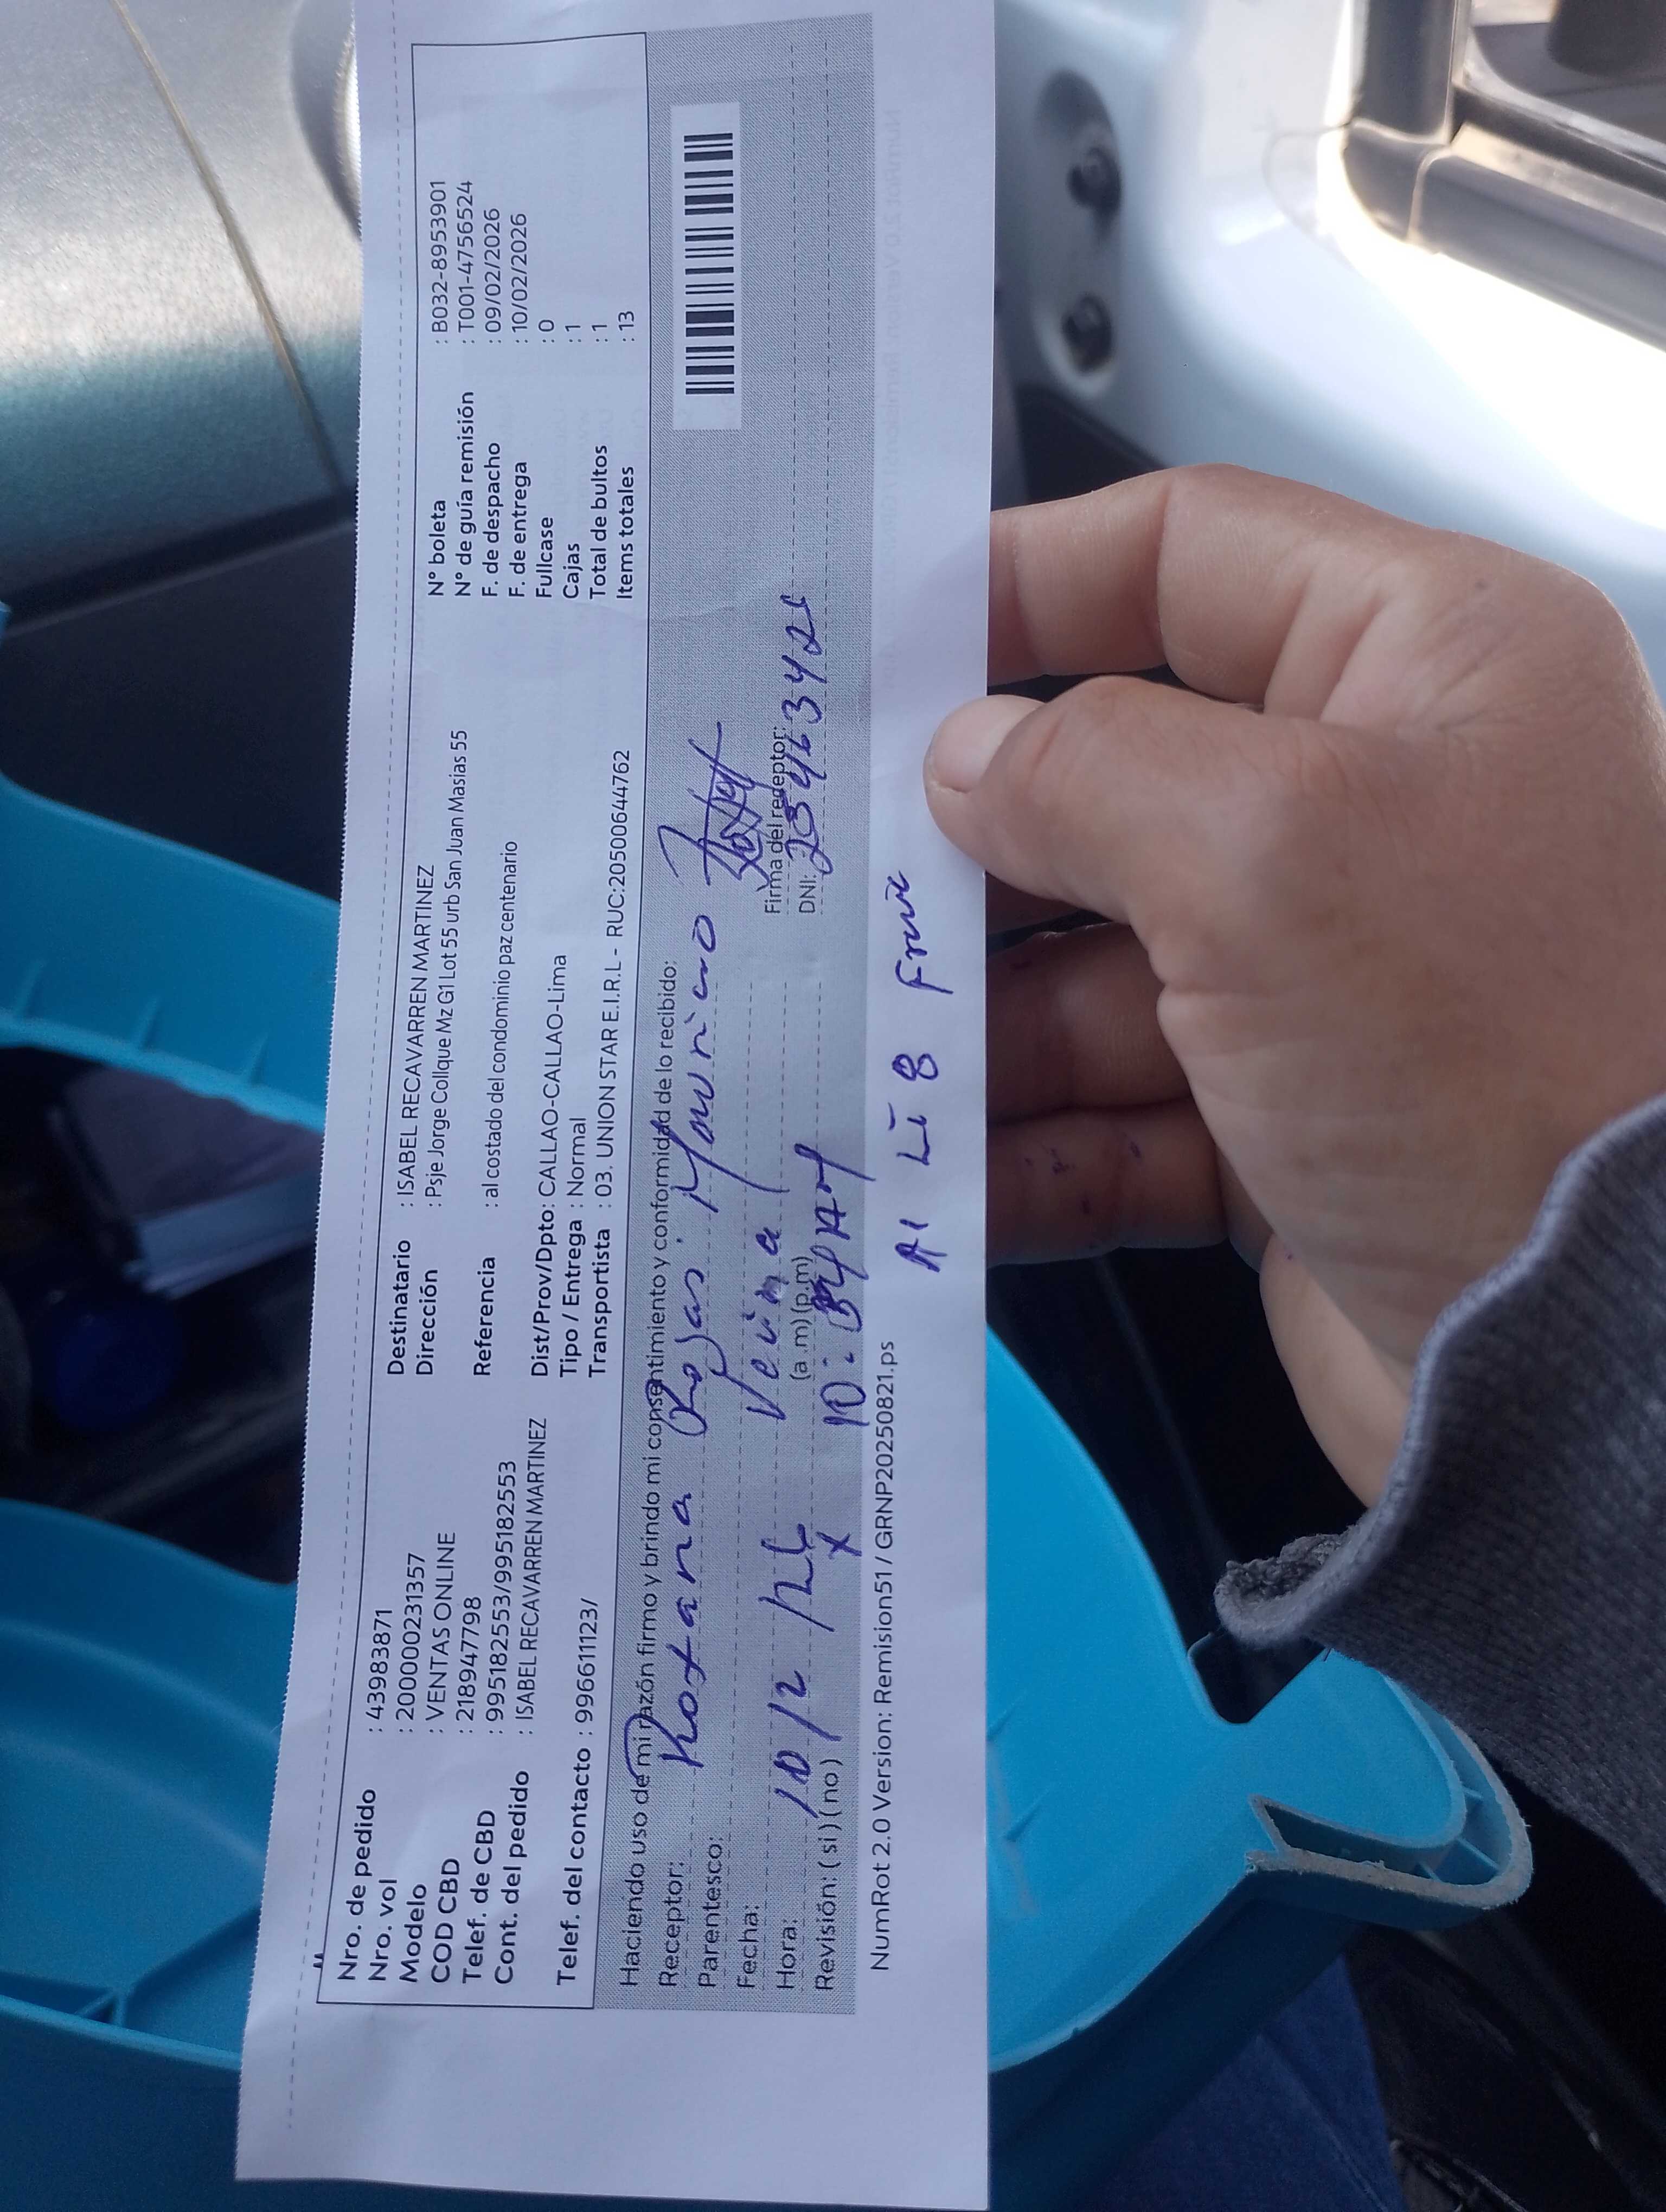 Nro. de pedido : 43983871
Nro. vol : 2000000231357
Modelo : VENTAS ONLINE
COD CBD : 218947798
Telef. de CBD : 995182553/995182553
Cont. del pedido : ISABEL RECAVARREN MARTINEZ
Telef. del contacto : 996611123/
Destinatario : ISABEL RECAVARREN MARTINEZ
Dirección : Psje Jorge Collque Mz G1 Lot 55 urb San Juan Masías 55
Referencia : al costado del condominio paz centenario
Dist/Prov/Dpto: CALLAO-CALLAO-Lima
Tipo / Entrega : Normal
Transportista : 03. UNION STAR E.I.R.L - RUC:20500644762
N° boleta : B032-8953901
N° de guía remisión : T001-4756524
F. de despacho : 09/02/2026
F. de entrega : 10/02/2026
Fullcase : 0
Cajas : 1
Total de bultos : 1
Items totales : 13
Haciendo uso de mi razón firmo y brindo mi consentimiento y conformidad de lo recibido:
Receptor: Rosas
Parentesco:
Fecha: 10/2/26
Hora: (a.m)(p.m)
Revisión: (si)(no) x 10:
Firma del receptor:
DNI:
NumRot 2.0 Version: Remision51 / GRNP20250821.ps